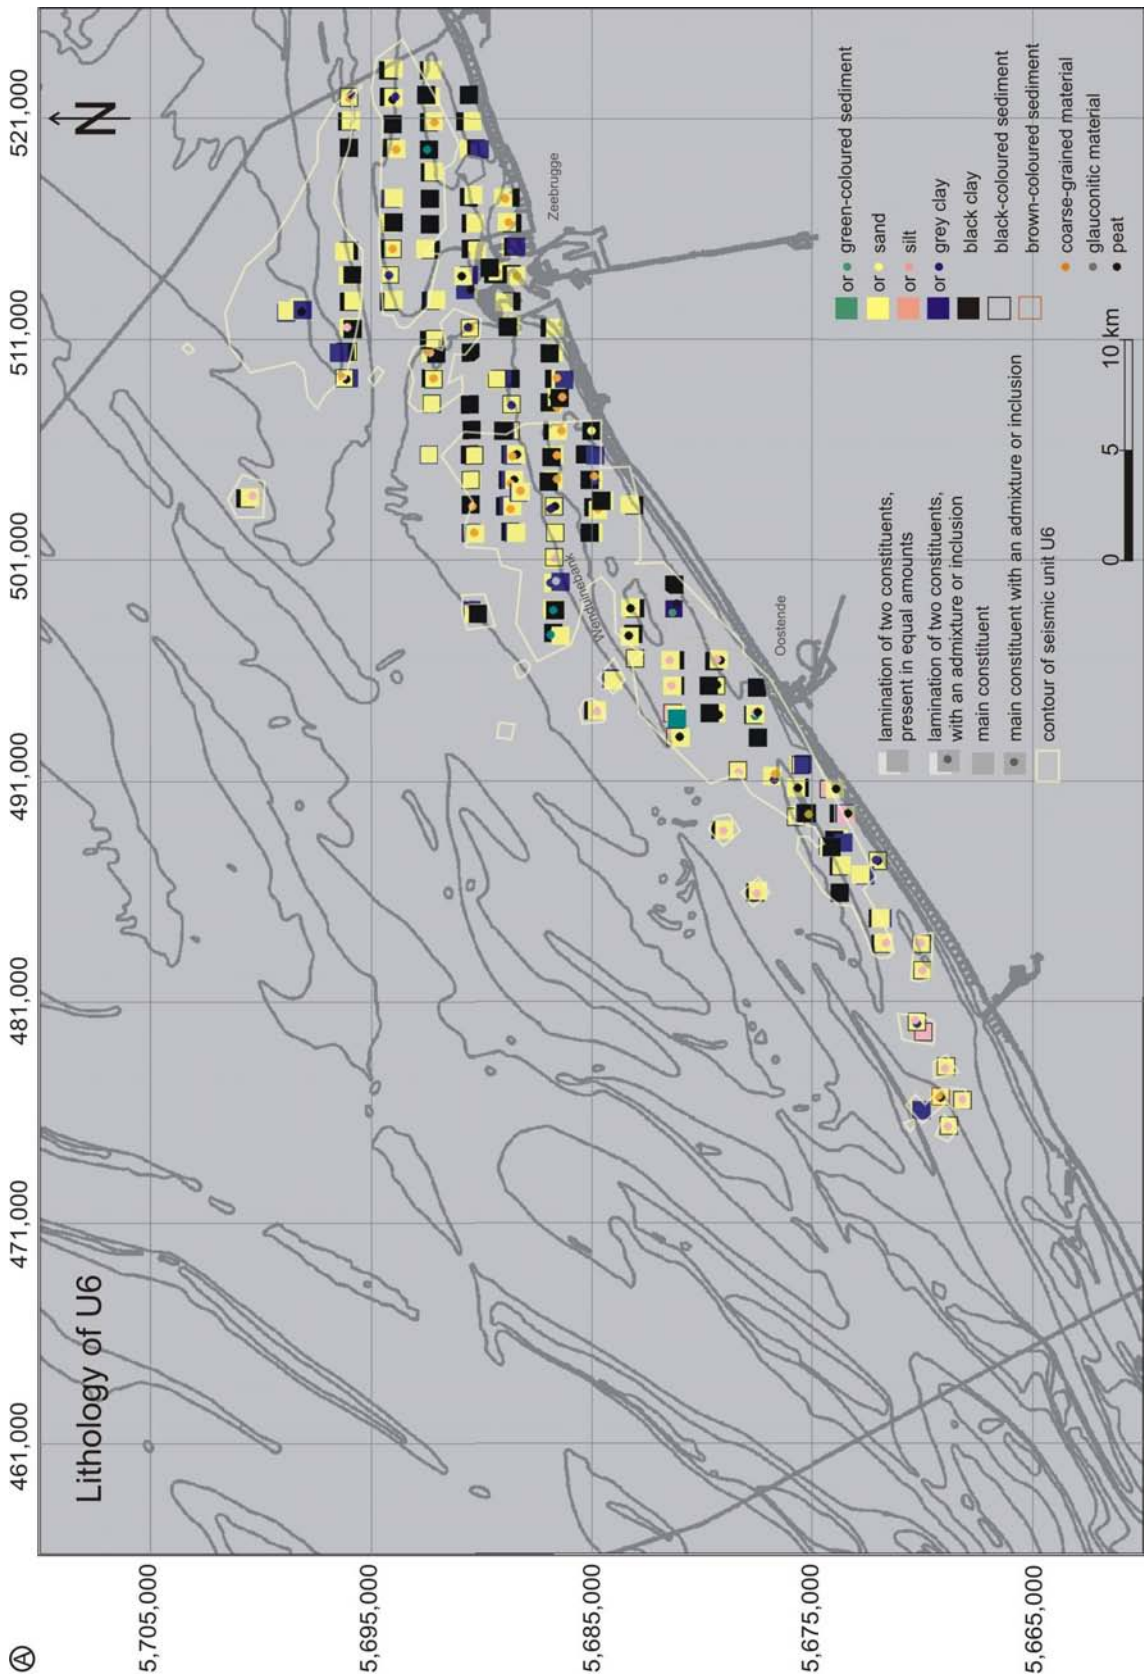 A
Lithology of U6
N
461,000
471,000
481,000
491,000
501,000
511,000
521,000
5,705,000
5,695,000
5,685,000
5,675,000
5,665,000
Zeebrugge
Wenduinebank
Oostende
lamination of two constituents,
present in equal amounts
lamination of two constituents,
with an admixture or inclusion
main constituent
main constituent with an admixture or inclusion
contour of seismic unit U6
or green-coloured sediment
or sand
or silt
or grey clay
black clay
black-coloured sediment
brown-coloured sediment
coarse-grained material
glauconitic material
peat
0 5 10 km